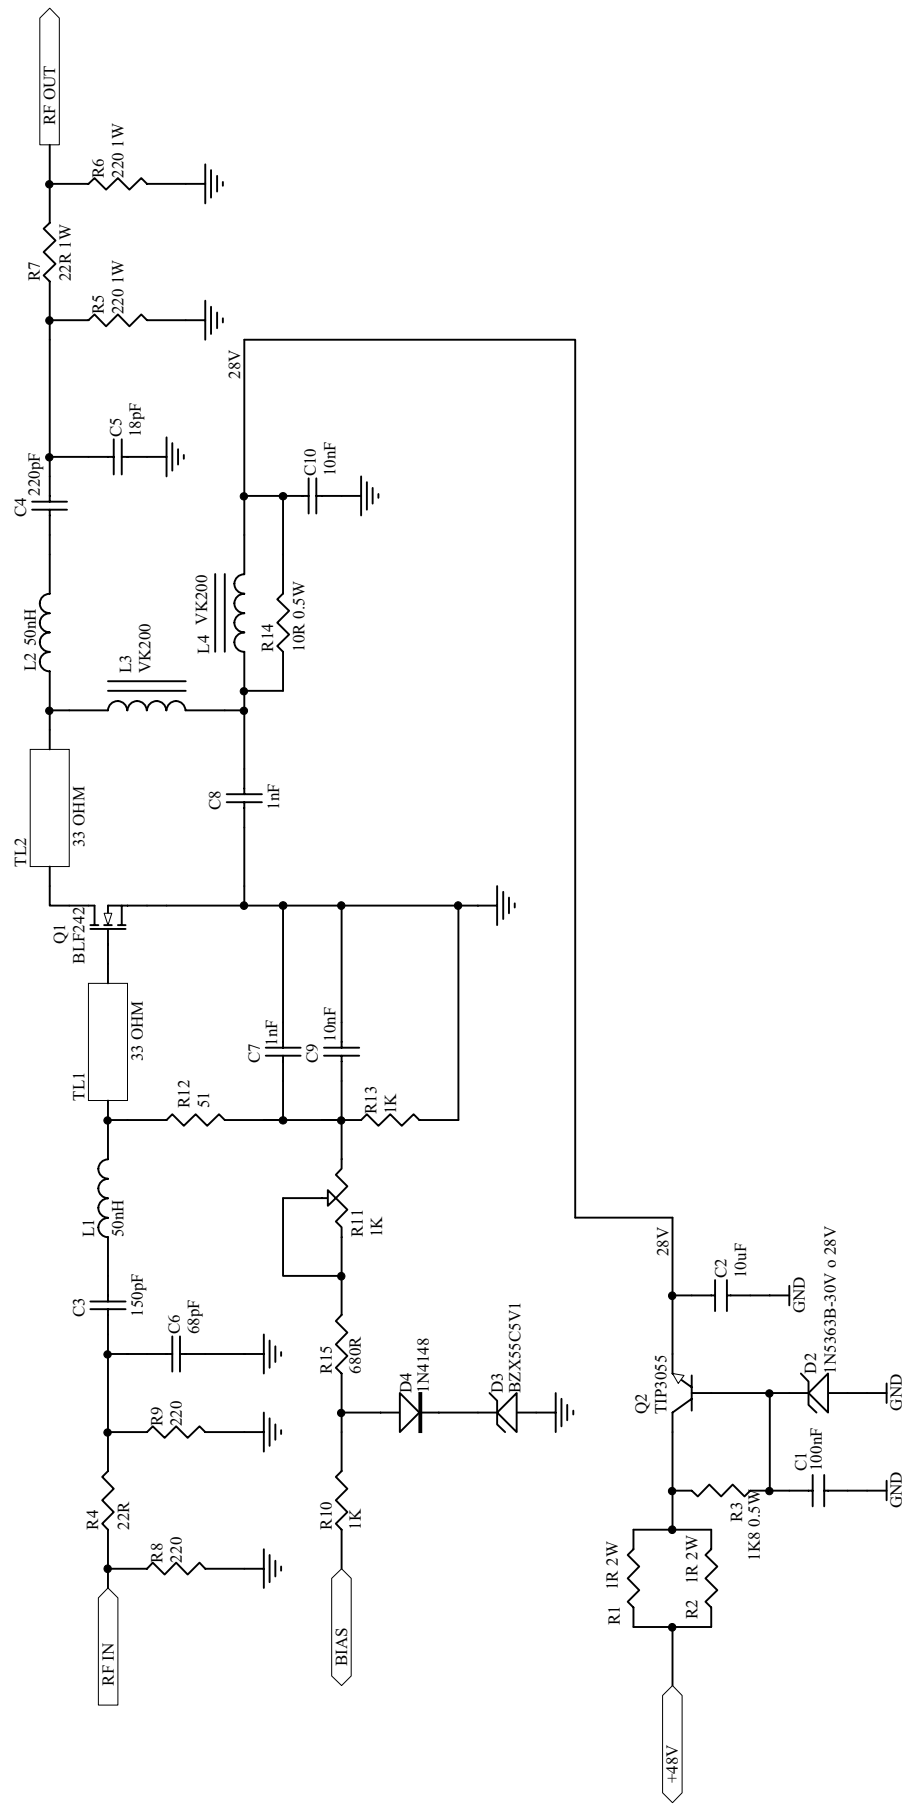 RF OUT
R6
220 1W
R7
22R 1W
R5
220 1W
28V
C5
18pF
C4
220pF
C10
10nF
L4 VK200
R14
10R 0.5W
L2 50nH
L3
VK200
C8
1nF
TL2
33 OHM
Q1
BLF242
TL1
33 OHM
C7
1nF
C9
10nF
R12
51
R13
1K
L1
50nH
R11
1K
C3
150pF
C6
68pF
R15
680R
D4
1N4148
D3
BZX55C5V1
R9
220
R4
22R
R10
1K
R8
220
RF IN
BIAS
28V
C2
10uF
GND
Q2
TIP3055
D2
1N5363B-30V o 28V
GND
C1
100nF
GND
R3
1K8 0.5W
R1
1R 2W
R2
1R 2W
+48V